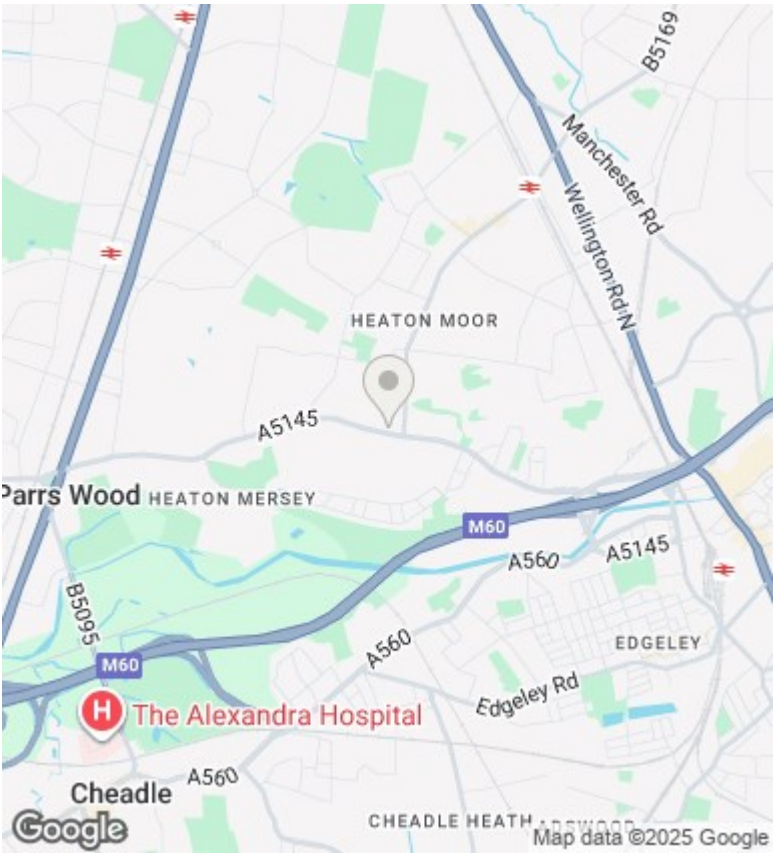 B5169
Manchester Rd
Wellington Rd N
HEATON MOOR
A5145
Parrs Wood
HEATON MERSEY
M60
A560
A5145
B5095
EDGELEY
A560
M60
Edgeley Rd
H
The Alexandra Hospital
A560
Cheadle
CHEADLE HEATH
Google
Map data ©2025 Google